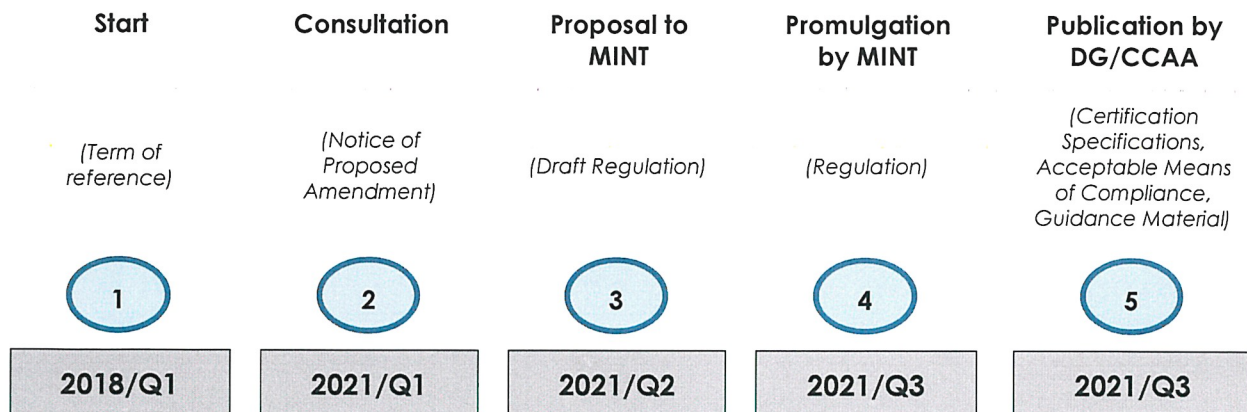 Start
(Term of
reference)
1
2018/Q1
Consultation
(Notice of
Proposed
Amendment)
2
2021/Q1
Proposal to
MINT
(Draft Regulation)
3
2021/Q2
Promulgation
by MINT
(Regulation)
4
2021/Q3
Publication by
DG/CCAA
(Certification
Specifications,
Acceptable Means
of Compliance,
Guidance Material)
5
2021/Q3